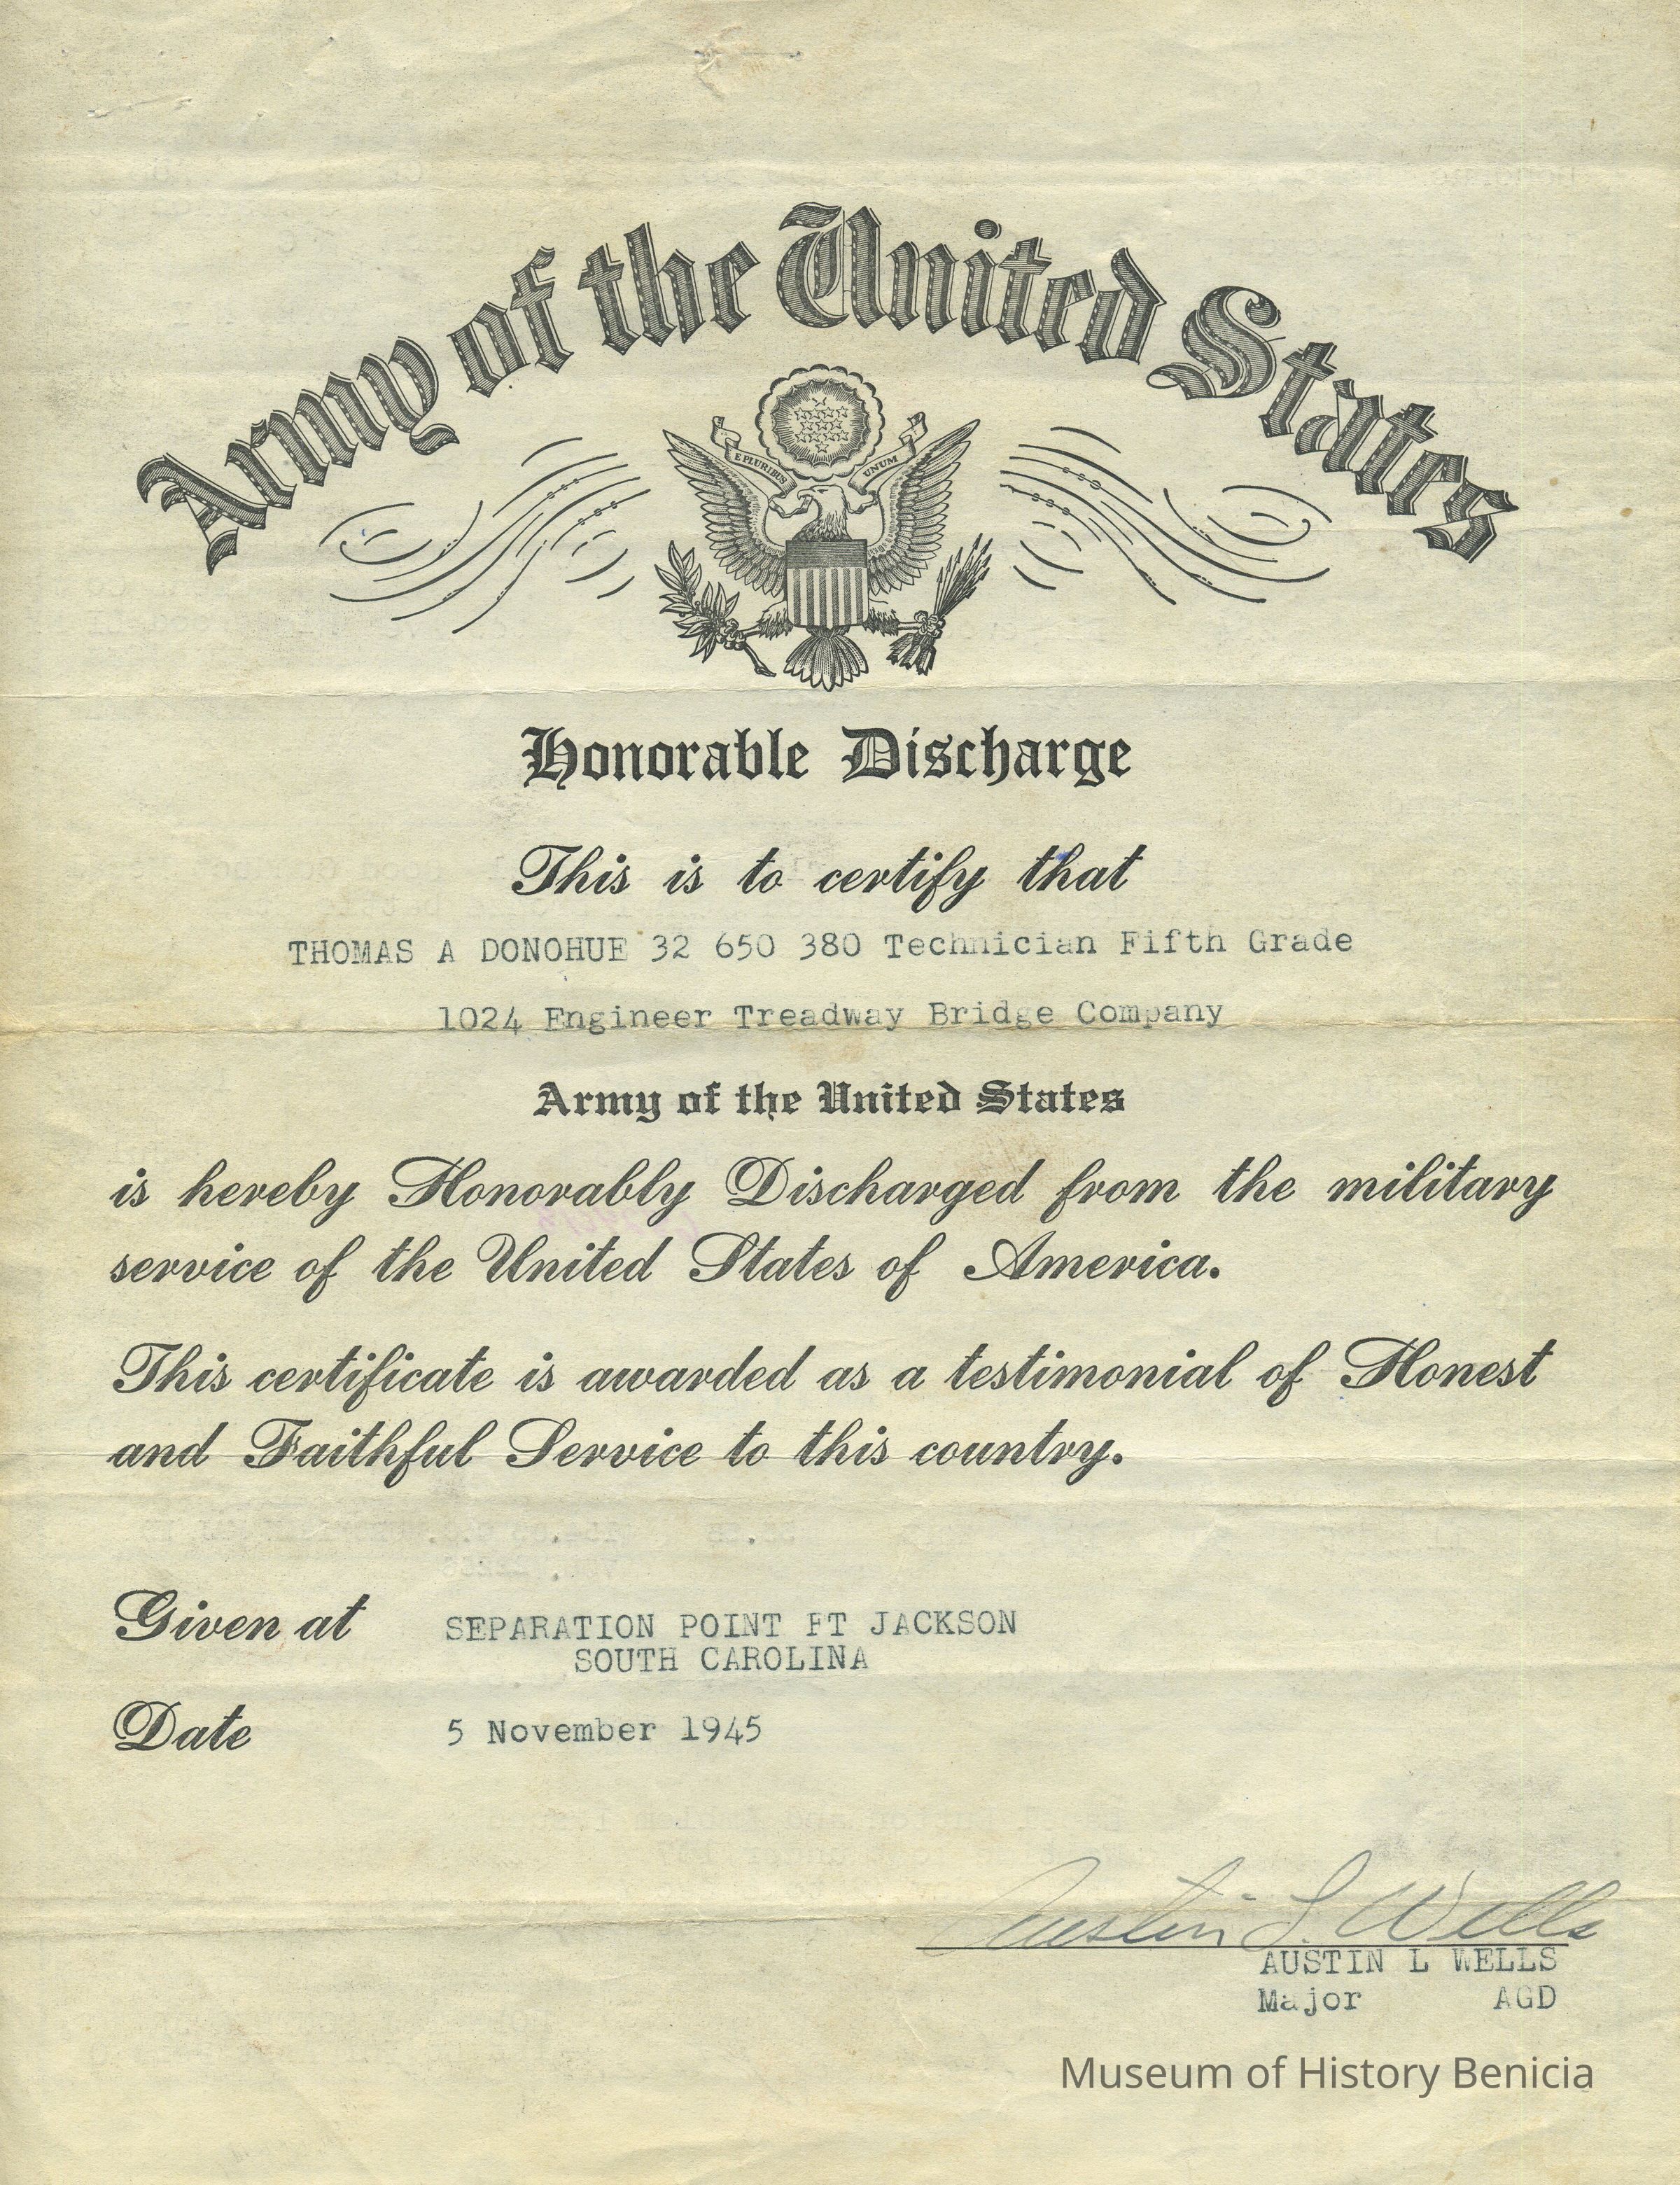 Army of the United States
E PLURIBUS UNUM
Honorable Discharge
This is to certify that
THOMAS A DONOHUE 32 650 380 Technician Fifth Grade
1024 Engineer Treadway Bridge Company
Army of the United States
is hereby Honorably Discharged from the military
service of the United States of America.
This certificate is awarded as a testimonial of Honest
and Faithful Service to this country.
Given at SEPARATION POINT FT JACKSON
SOUTH CAROLINA
Date 5 November 1945
Austin L. Wells
AUSTIN L WELLS
Major AGD
Museum of History Benicia